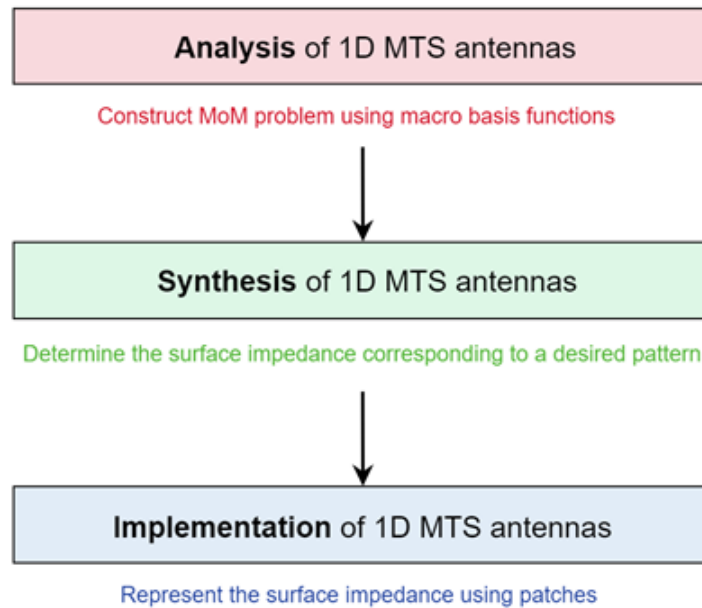 Analysis of 1D MTS antennas
Construct MoM problem using macro basis functions
Synthesis of 1D MTS antennas
Determine the surface impedance corresponding to a desired pattern
Implementation of 1D MTS antennas
Represent the surface impedance using patches